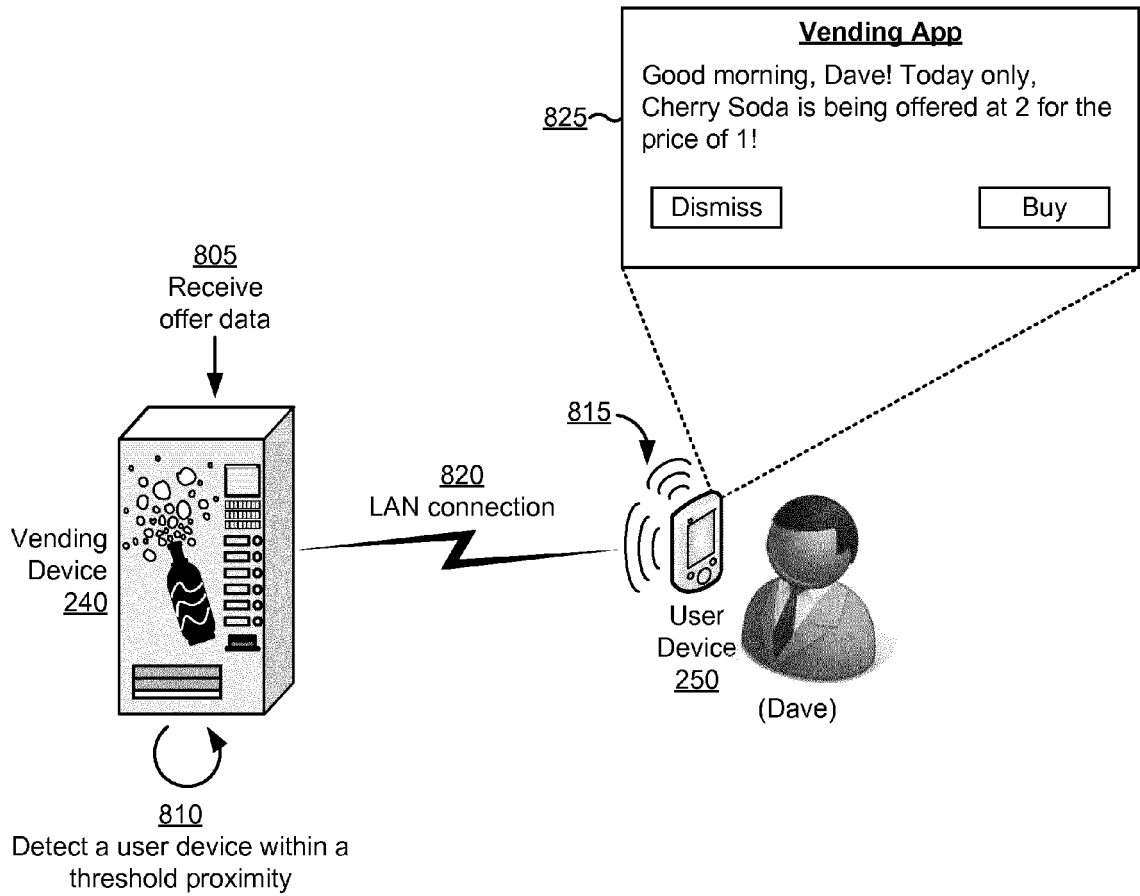 Vending App
Good morning, Dave! Today only,
Cherry Soda is being offered at 2 for the
price of 1!
Dismiss
Buy
825
805
Receive
offer data
815
820
LAN connection
Vending
Device
240
User
Device
250
(Dave)
810
Detect a user device within a
threshold proximity